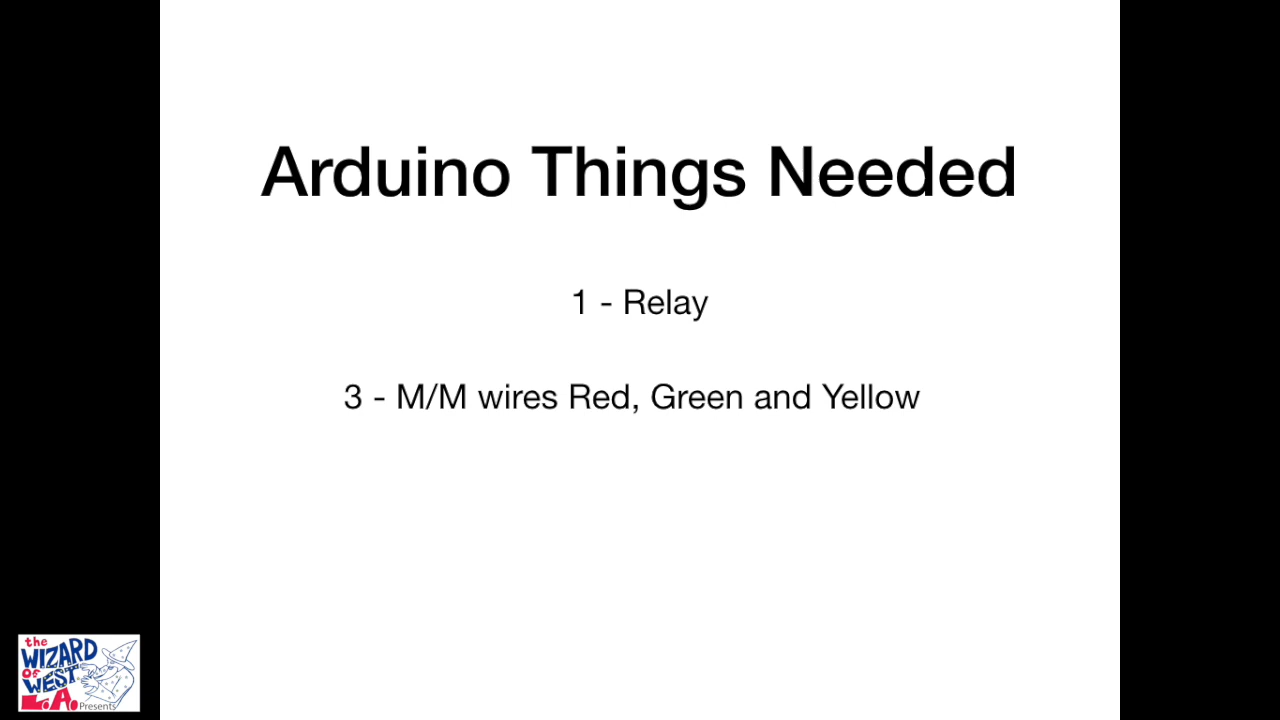 Arduino Things Needed
1 - Relay
3 - M/M wires Red, Green and Yellow
the
WIZARD
OF
WEST
L.A.
Presents